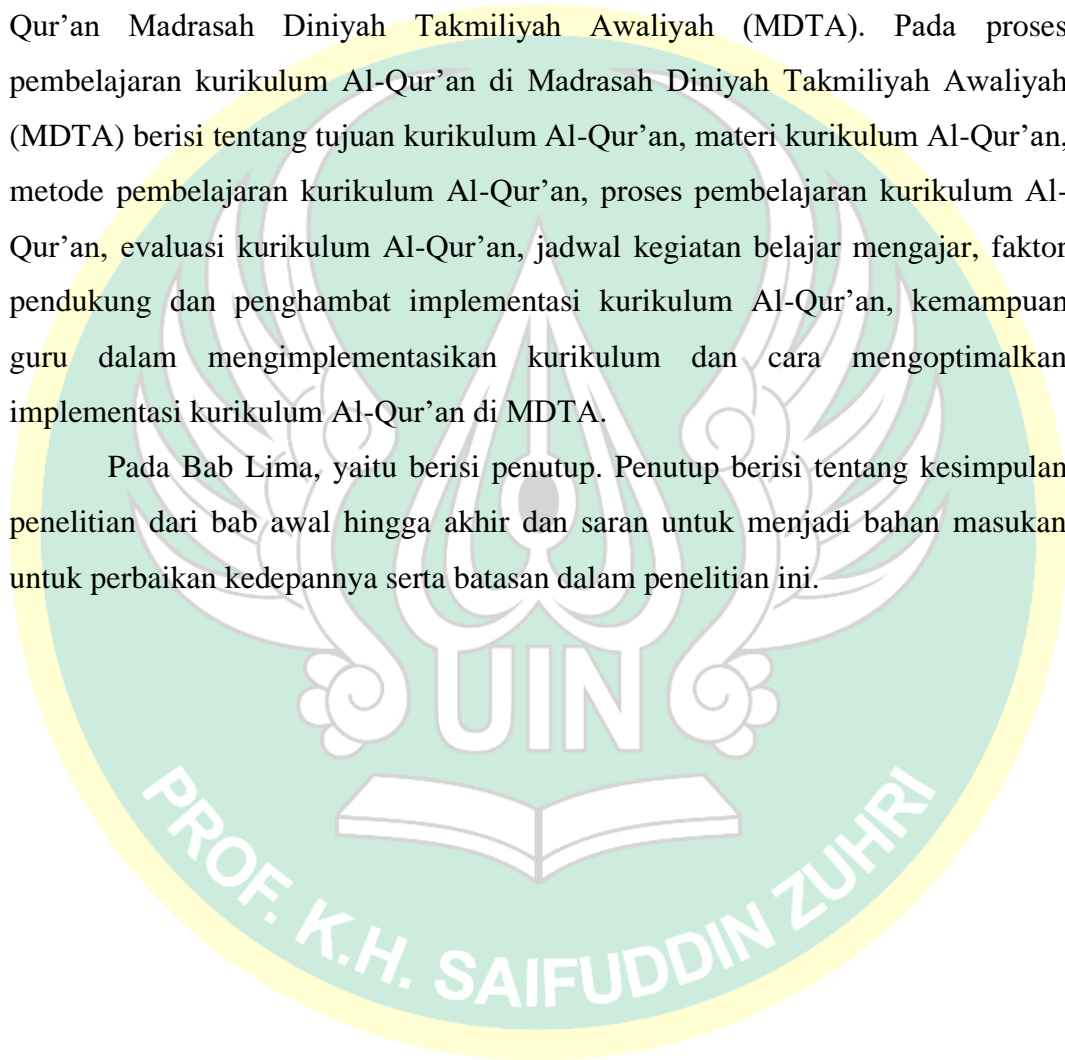 Qur’an Madrasah Diniyah Takmiliyah Awaliyah (MDTA). Pada proses
pembelajaran kurikulum Al-Qur’an di Madrasah Diniyah Takmiliyah Awaliyah
(MDTA) berisi tentang tujuan kurikulum Al-Qur’an, materi kurikulum Al-Qur’an,
metode pembelajaran kurikulum Al-Qur’an, proses pembelajaran kurikulum Al-
Qur’an, evaluasi kurikulum Al-Qur’an, jadwal kegiatan belajar mengajar, faktor
pendukung dan penghambat implementasi kurikulum Al-Qur’an, kemampuan
guru dalam mengimplementasikan kurikulum dan cara mengoptimalkan
implementasi kurikulum Al-Qur’an di MDTA.
Pada Bab Lima, yaitu berisi penutup. Penutup berisi tentang kesimpulan
penelitian dari bab awal hingga akhir dan saran untuk menjadi bahan masukan
untuk perbaikan kedepannya serta batasan dalam penelitian ini.
UIN
PROF. K.H. SAIFUDDIN ZUHRI